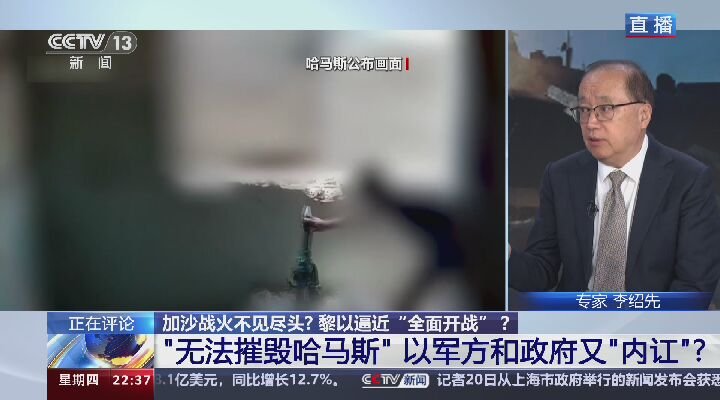 CCTV 13
新闻
直播
哈马斯公布画面
专家 李绍先
正在评论
加沙战火不见尽头? 黎以逼近“全面开战”?
"无法摧毁哈马斯" 以军方和政府又"内讧"?
星期四 22:37
3.1亿美元，同比增长12.7%。 CCTV 新闻 记者20日从上海市政府举行的新闻发布会获悉